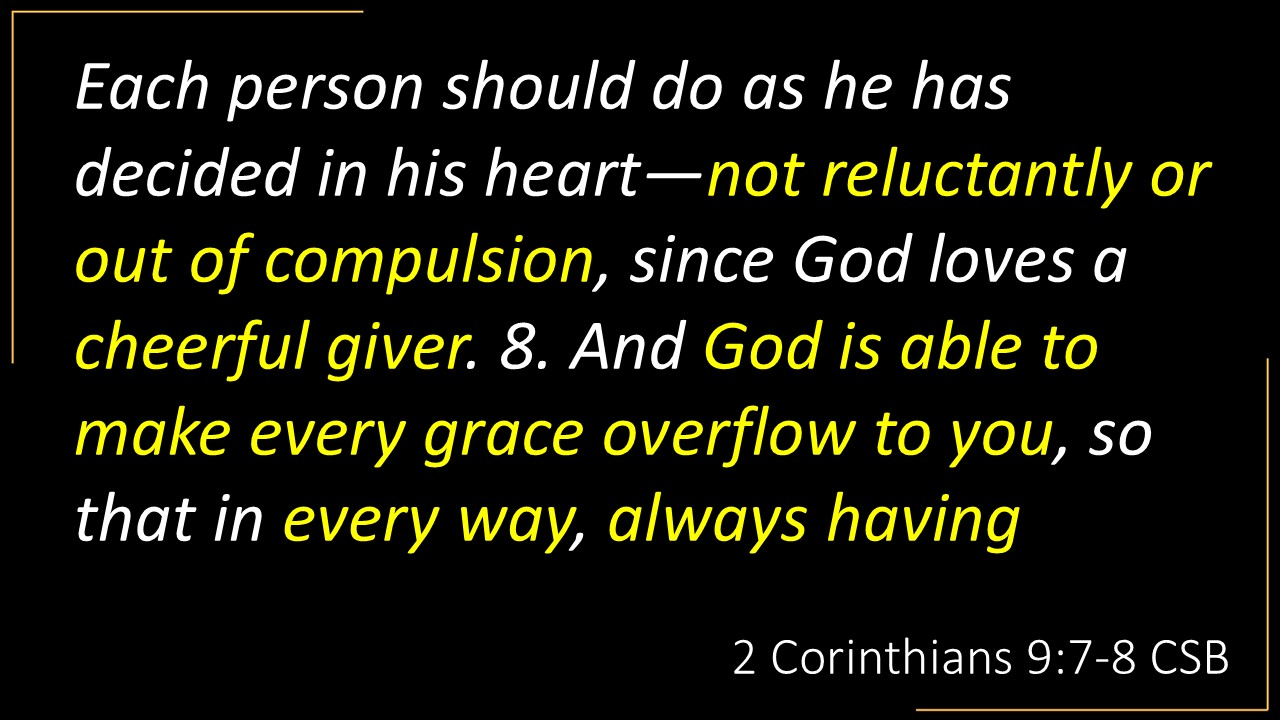 Each person should do as he has
decided in his heart—not reluctantly or
out of compulsion, since God loves a
cheerful giver. 8. And God is able to
make every grace overflow to you, so
that in every way, always having
2 Corinthians 9:7-8 CSB